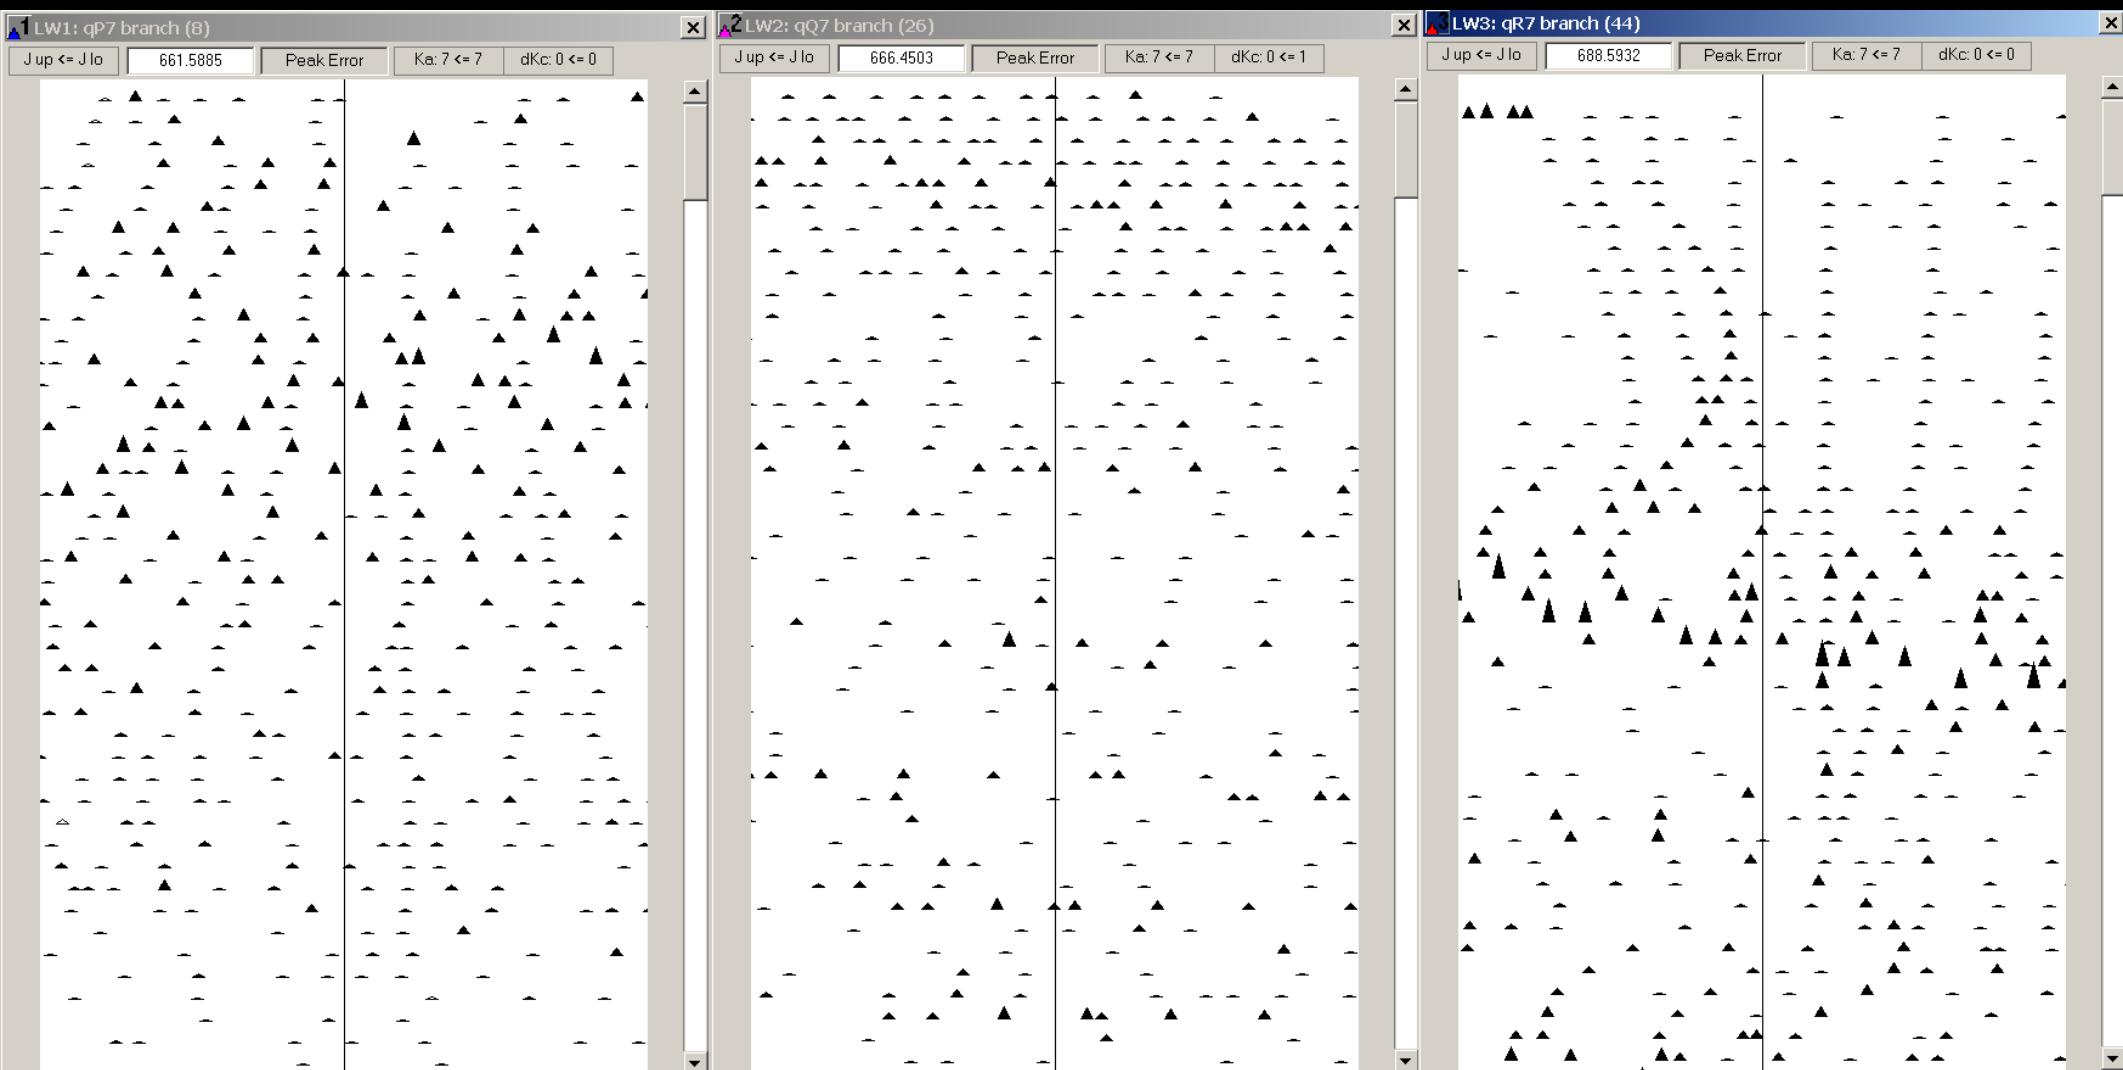 1 LW1: qP7 branch (8)
J up <= J lo 661.5885 Peak Error Ka: 7 <= 7 dKc: 0 <= 0
2 LW2: qQ7 branch (26)
J up <= J lo 666.4503 Peak Error Ka: 7 <= 7 dKc: 0 <= 1
3 LW3: qR7 branch (44)
J up <= J lo 688.5932 Peak Error Ka: 7 <= 7 dKc: 0 <= 0